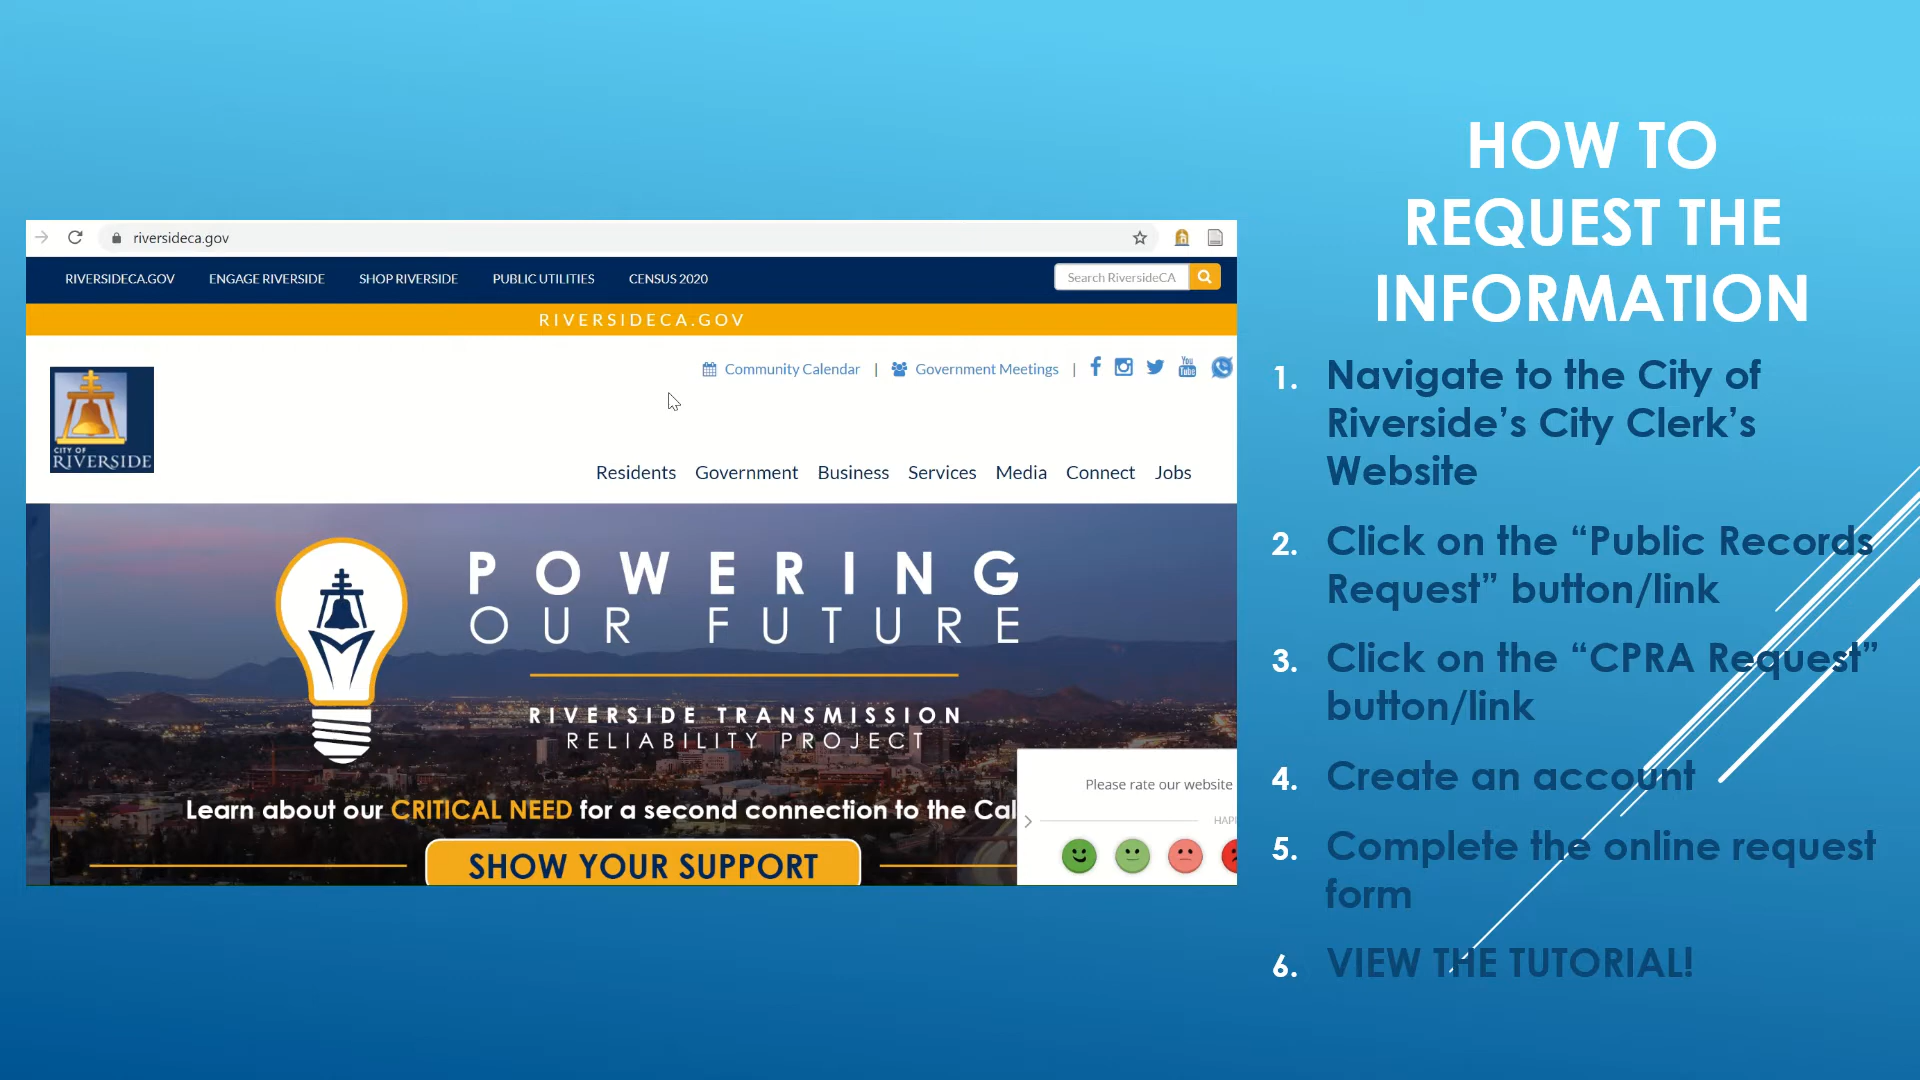 HOW TO
REQUEST THE
INFORMATION
1. Navigate to the City of
Riverside’s City Clerk’s
Website
2. Click on the “Public Records
Request” button/link
3. Click on the “CPRA Request”
button/link
4. Create an account
5. Complete the online request
form
6. VIEW THE TUTORIAL!
riversideca.gov
RIVERSIDECA.GOV ENGAGE RIVERSIDE SHOP RIVERSIDE PUBLIC UTILITIES CENSUS 2020 Search RiversideCA
RIVERSIDECA.GOV
Community Calendar | Government Meetings |
You
Tube
CITY OF
RIVERSIDE
Residents Government Business Services Media Connect Jobs
POWERING
OUR FUTURE
RIVERSIDE TRANSMISSION
RELIABILITY PROJECT
Learn about our CRITICAL NEED for a second connection to the Cal
SHOW YOUR SUPPORT
Please rate our website
HAPP